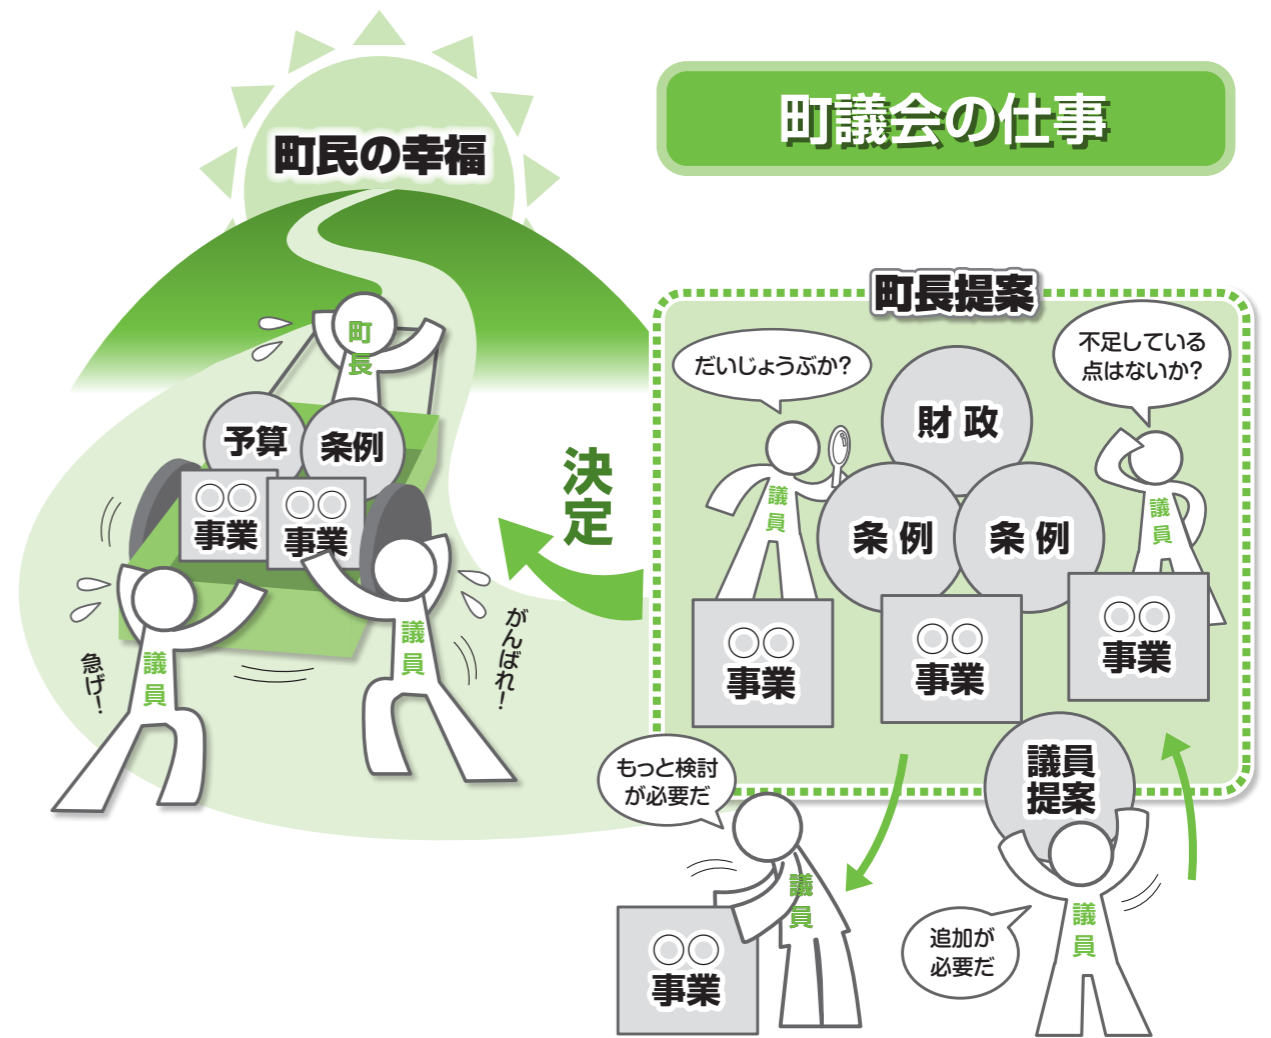 町議会の仕事
町民の幸福
町長
予算
条例
○○
事業
○○
事業
議員
議員
急げ!
がんばれ!
決定
町長提案
だいじょうぶか?
不足している
点はないか?
財政
議員
議員
条例
条例
○○
事業
○○
事業
○○
事業
もっと検討
が必要だ
議員
○○
事業
議員
提案
追加が
必要だ
議員